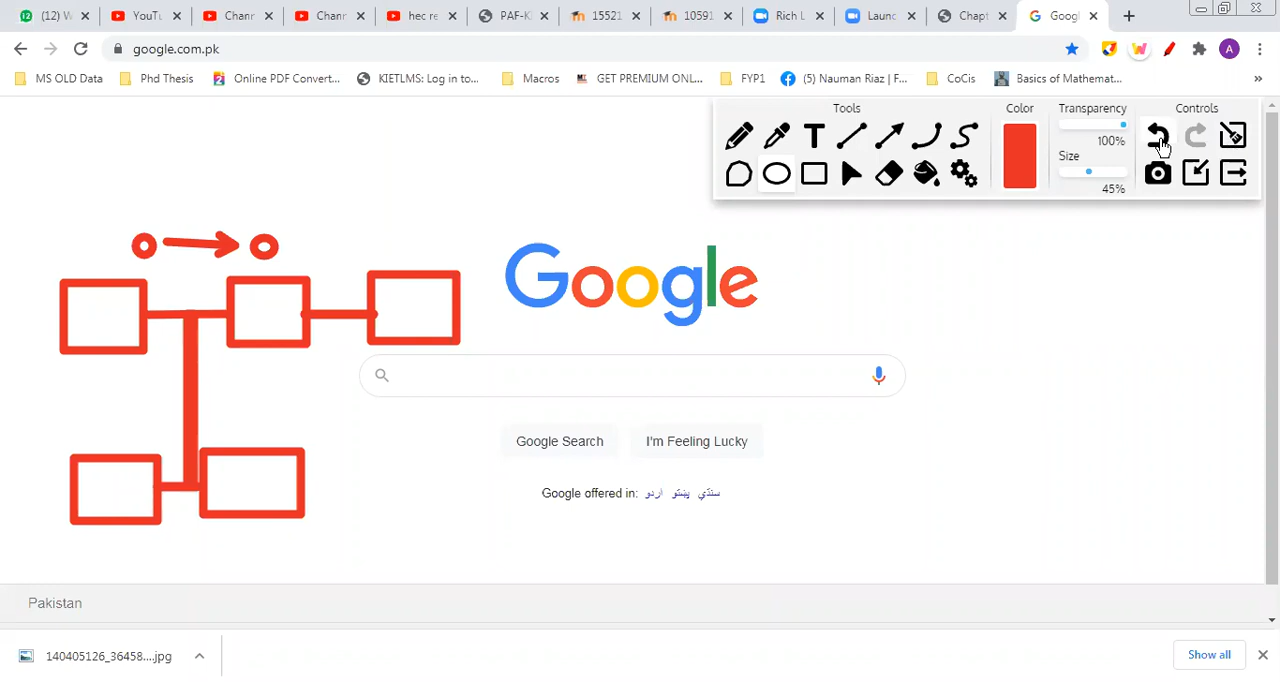 (12) W
YouTu
Chann
Chann
hec re
PAF-K
15521
10591
Rich L
Launc
Chapt
Googl
google.com.pk
A
MS OLD Data
Phd Thesis
Online PDF Convert...
KIETLMS: Log in to...
Macros
GET PREMIUM ONL...
FYP1
(5) Nauman Riaz | F...
CoCis
Basics of Mathemat...
»
Tools
Color
Transparency
Controls
T
100%
Size
45%
Google
Google Search
I'm Feeling Lucky
Google offered in: اردو پښتو سنڌي
Pakistan
140405126_36458....jpg
Show all